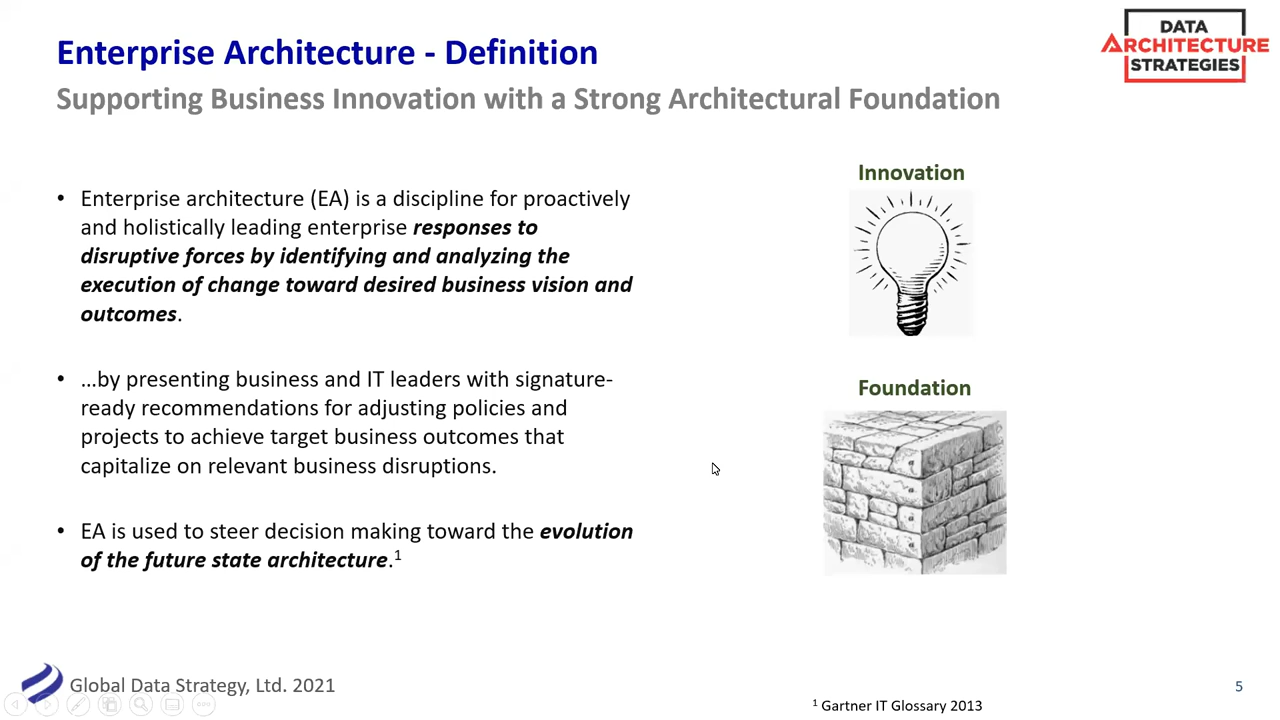 Enterprise Architecture - Definition
Supporting Business Innovation with a Strong Architectural Foundation
DATA
ARCHITECTURE
STRATEGIES
• Enterprise architecture (EA) is a discipline for proactively
and holistically leading enterprise responses to
disruptive forces by identifying and analyzing the
execution of change toward desired business vision and
outcomes.
• …by presenting business and IT leaders with signature-
ready recommendations for adjusting policies and
projects to achieve target business outcomes that
capitalize on relevant business disruptions.
• EA is used to steer decision making toward the evolution
of the future state architecture.¹
Innovation
Foundation
Global Data Strategy, Ltd. 2021
¹ Gartner IT Glossary 2013
5